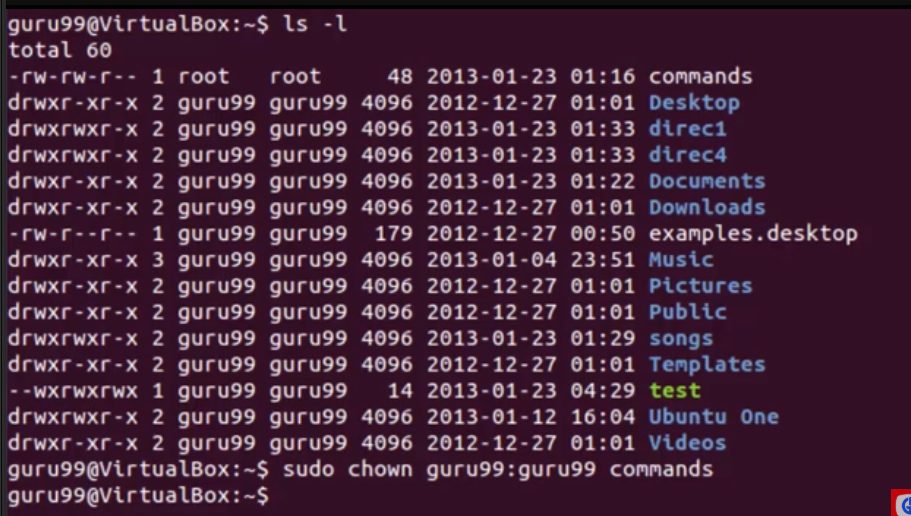 guru99@VirtualBox:~$ ls -l
total 60
-rw-rw-r-- 1 root   root     48 2013-01-23 01:16 commands
drwxr-xr-x 2 guru99 guru99 4096 2012-12-27 01:01 Desktop
drwxrwxr-x 2 guru99 guru99 4096 2013-01-23 01:33 direc1
drwxrwxr-x 2 guru99 guru99 4096 2013-01-23 01:33 direc4
drwxr-xr-x 2 guru99 guru99 4096 2013-01-23 01:22 Documents
drwxr-xr-x 2 guru99 guru99 4096 2012-12-27 01:01 Downloads
-rw-r--r-- 1 guru99 guru99  179 2012-12-27 00:50 examples.desktop
drwxr-xr-x 3 guru99 guru99 4096 2013-01-04 23:51 Music
drwxr-xr-x 2 guru99 guru99 4096 2012-12-27 01:01 Pictures
drwxr-xr-x 2 guru99 guru99 4096 2012-12-27 01:01 Public
drwxrwxr-x 2 guru99 guru99 4096 2013-01-23 01:29 songs
drwxr-xr-x 2 guru99 guru99 4096 2012-12-27 01:01 Templates
--wxrwxrwx 1 guru99 guru99   14 2013-01-23 04:29 test
drwxrwxr-x 2 guru99 guru99 4096 2013-01-12 16:04 Ubuntu One
drwxr-xr-x 2 guru99 guru99 4096 2012-12-27 01:01 Videos
guru99@VirtualBox:~$ sudo chown guru99:guru99 commands
guru99@VirtualBox:~$